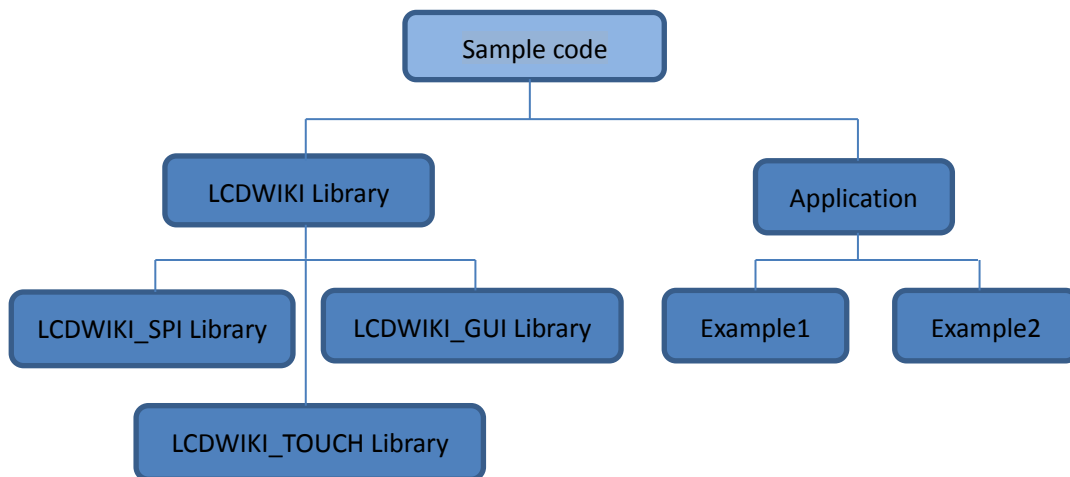 Sample code
LCDWIKI Library
Application
LCDWIKI_SPI Library
LCDWIKI_GUI Library
Example1
Example2
LCDWIKI_TOUCH Library